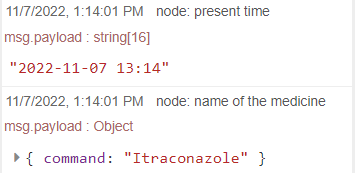 11/7/2022, 1:14:01 PM node: present time
msg.payload : string[16]
"2022-11-07 13:14"
11/7/2022, 1:14:01 PM node: name of the medicine
msg.payload : Object
{ command: "Itraconazole" }